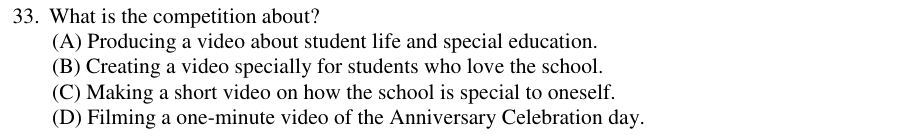 33. What is the competition about?
(A) Producing a video about student life and special education.
(B) Creating a video specially for students who love the school.
(C) Making a short video on how the school is special to oneself.
(D) Filming a one-minute video of the Anniversary Celebration day.